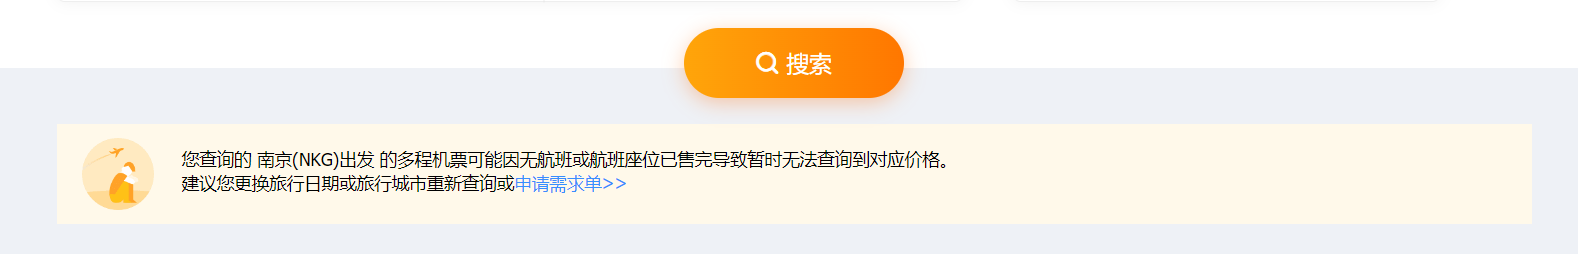 搜索
您查询的 南京(NKG)出发 的多程机票可能因无航班或航班座位已售完导致暂时无法查询到对应价格。
建议您更换旅行日期或旅行城市重新查询或申请需求单>>